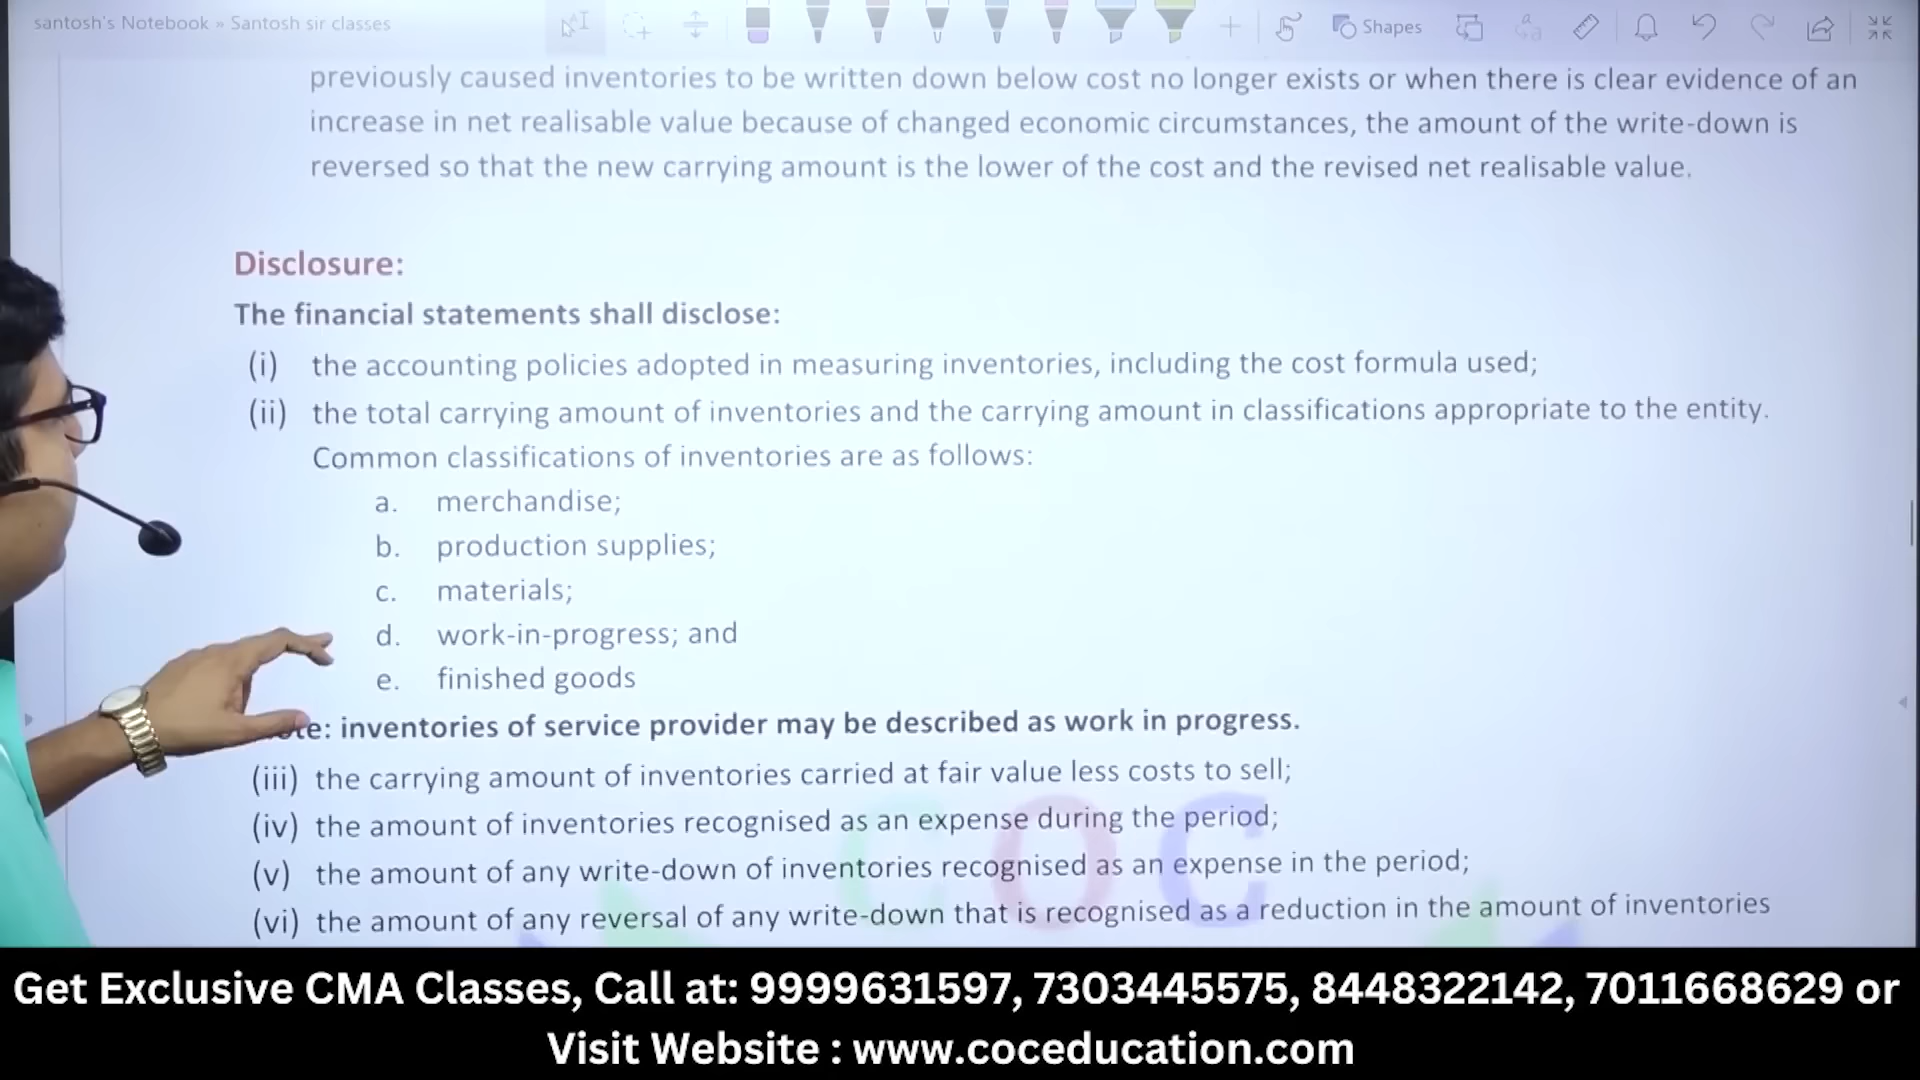 santosh's Notebook » Santosh sir classes
Shapes
previously caused inventories to be written down below cost no longer exists or when there is clear evidence of an
increase in net realisable value because of changed economic circumstances, the amount of the write-down is
reversed so that the new carrying amount is the lower of the cost and the revised net realisable value.
Disclosure:
The financial statements shall disclose:
(i) the accounting policies adopted in measuring inventories, including the cost formula used;
(ii) the total carrying amount of inventories and the carrying amount in classifications appropriate to the entity.
Common classifications of inventories are as follows:
a. merchandise;
b. production supplies;
c. materials;
d. work-in-progress; and
e. finished goods
inventories of service provider may be described as work in progress.
(iii) the carrying amount of inventories carried at fair value less costs to sell;
(iv) the amount of inventories recognised as an expense during the period;
(v) the amount of any write-down of inventories recognised as an expense in the period;
(vi) the amount of any reversal of any write-down that is recognised as a reduction in the amount of inventories
COC
Get Exclusive CMA Classes, Call at: 9999631597, 7303445575, 8448322142, 7011668629 or
Visit Website : www.coceducation.com